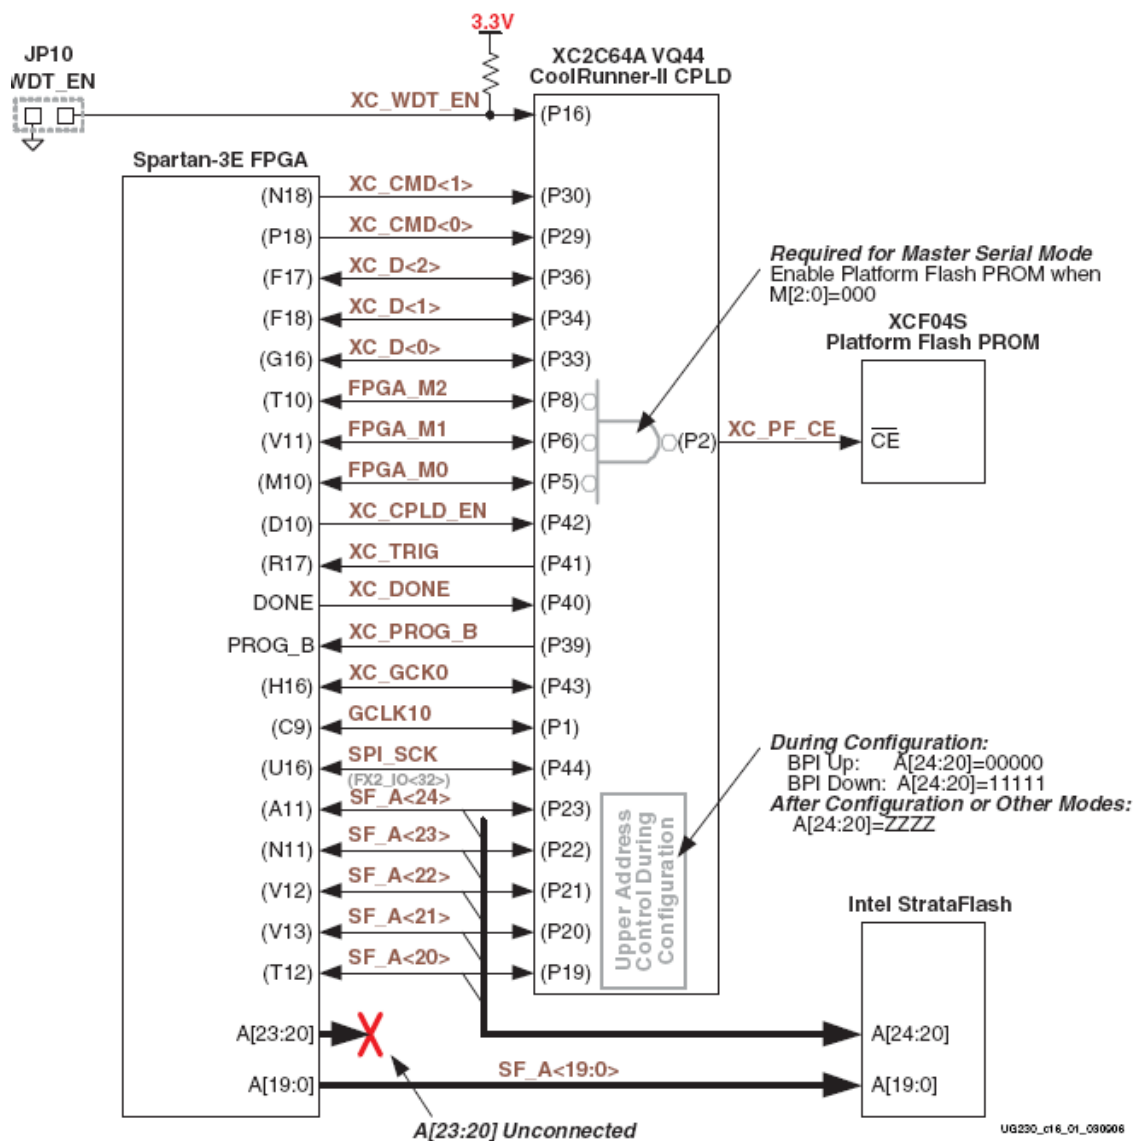 3.3V
JP10
WDT_EN
XC2C64A VQ44
CoolRunner-II CPLD
XC_WDT_EN
(P16)
Spartan-3E FPGA
(N18) XC_CMD<1> (P30)
(P18) XC_CMD<0> (P29)
(F17) XC_D<2> (P36)
(F18) XC_D<1> (P34)
(G16) XC_D<0> (P33)
(T10) FPGA_M2 (P8)
(V11) FPGA_M1 (P6)
(M10) FPGA_M0 (P5)
(D10) XC_CPLD_EN (P42)
(R17) XC_TRIG (P41)
DONE XC_DONE (P40)
PROG_B XC_PROG_B (P39)
(H16) XC_GCK0 (P43)
(C9) GCLK10 (P1)
(U16) SPI_SCK (P44)
(FX2_IO<32>)
(A11) SF_A<24> (P23)
(N11) SF_A<23> (P22)
(V12) SF_A<22> (P21)
(V13) SF_A<21> (P20)
(T12) SF_A<20> (P19)
Required for Master Serial Mode
Enable Platform Flash PROM when
M[2:0]=000
XCF04S
Platform Flash PROM
(P2) XC_PF_CE CE
Upper Address
Control During
Configuration
During Configuration:
BPI Up: A[24:20]=00000
BPI Down: A[24:20]=11111
After Configuration or Other Modes:
A[24:20]=ZZZZ
Intel StrataFlash
A[23:20]
A[24:20]
A[19:0] SF_A<19:0> A[19:0]
A[23:20] Unconnected
UG230_c16_01_030906